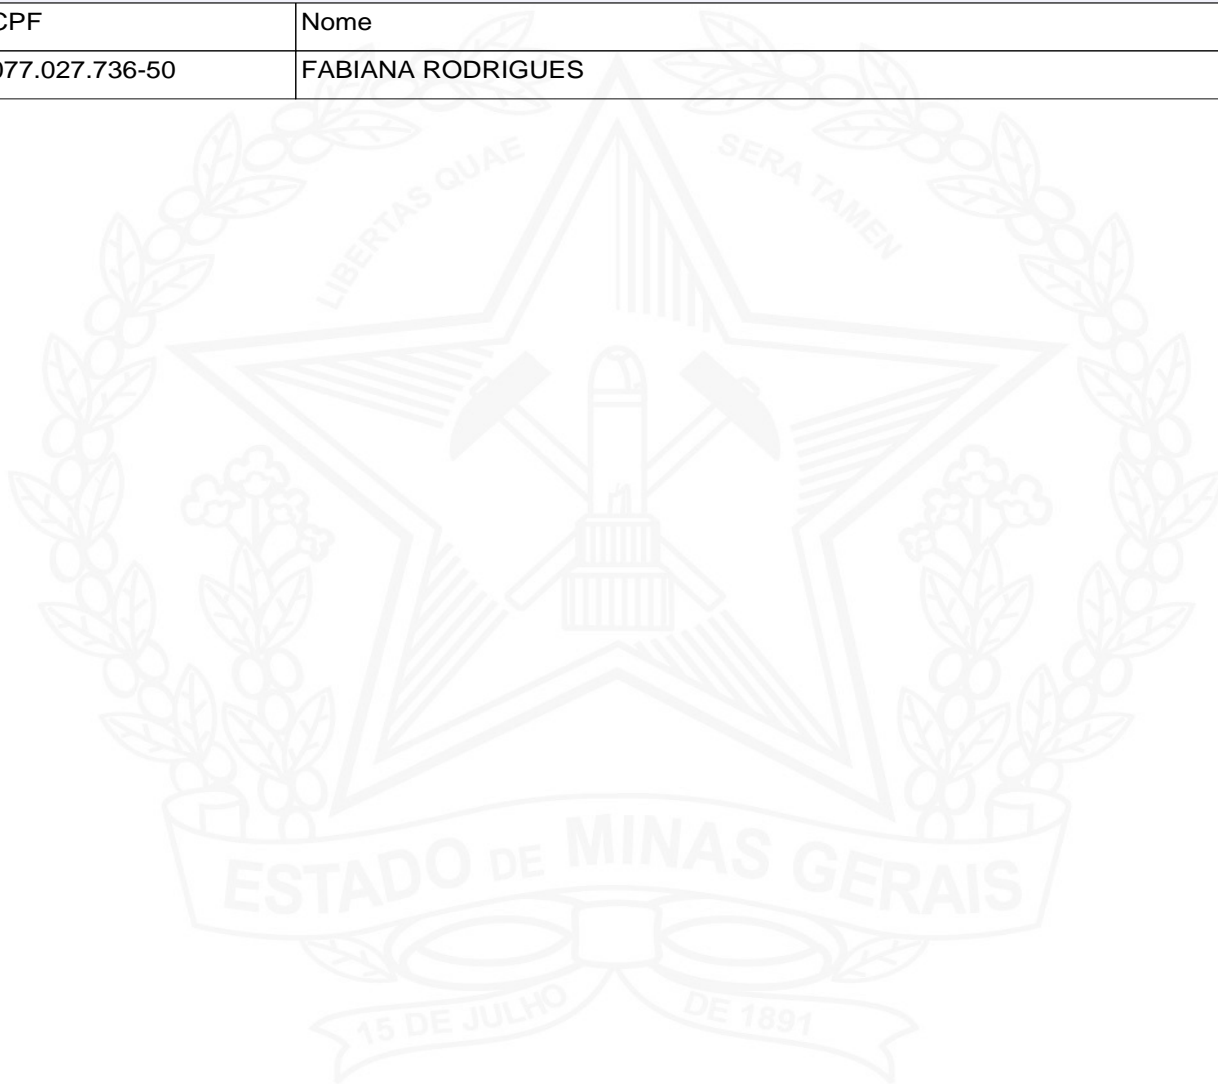 CPF Nome
077.027.736-50 FABIANA RODRIGUES
LIBERTAS QUAE SERA TAMEN
ESTADO DE MINAS GERAIS
15 DE JULHO DE 1891